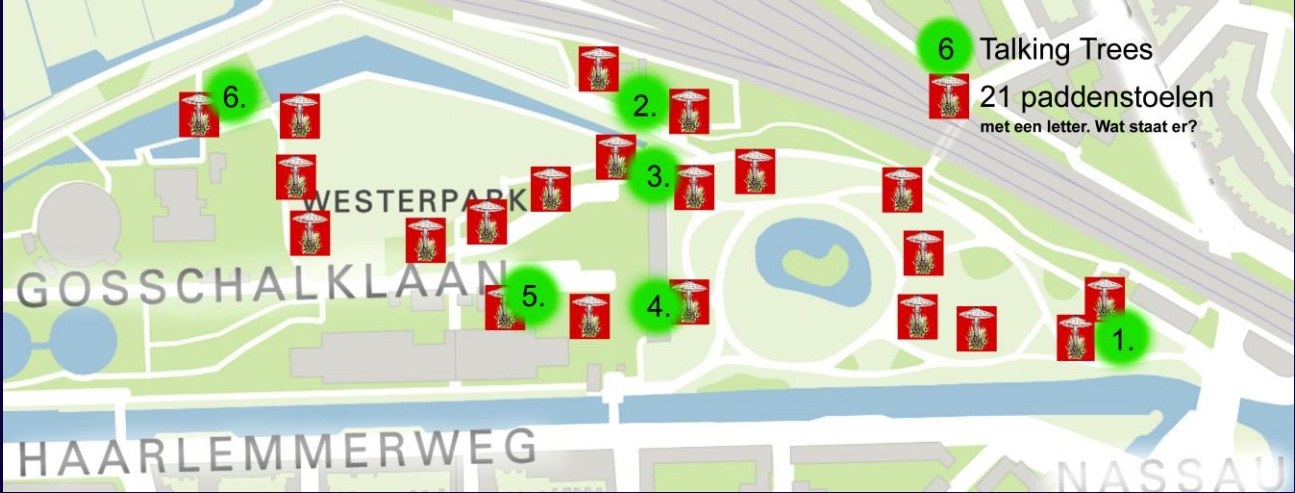 6 Talking Trees
21 paddenstoelen
met een letter. Wat staat er?
6.
2.
3.
WESTERPARK
GOSSCHALKLAAN
5.
4.
1.
HAARLEMMERWEG
NASSAU